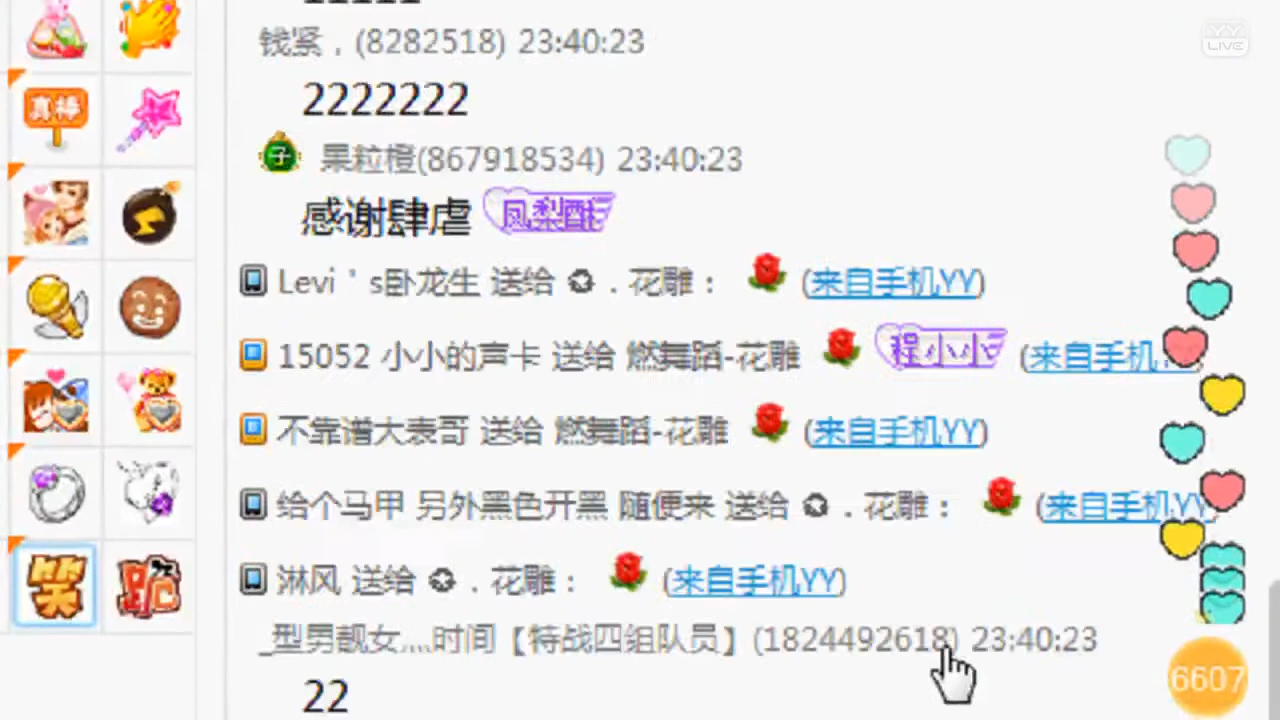 钱紧，(8282518) 23:40:23
2222222
子 果粒橙(867918534) 23:40:23
感谢肆虐 凤梨酣
Levi＇s卧龙生 送给 ✪．花雕： (来自手机YY)
15052 小小的声卡 送给 燃舞蹈-花雕 程小小 (来自手机
不靠谱大表哥 送给 燃舞蹈-花雕 (来自手机YY)
给个马甲 另外黑色开黑 随便来 送给 ✪．花雕： (来自手机YY)
淋风 送给 ✪．花雕： (来自手机YY)
_型男靓女灬时间【特战四组队员】(1824492618) 23:40:23
22
真棒
笑
跪
YY
LIVE
6607